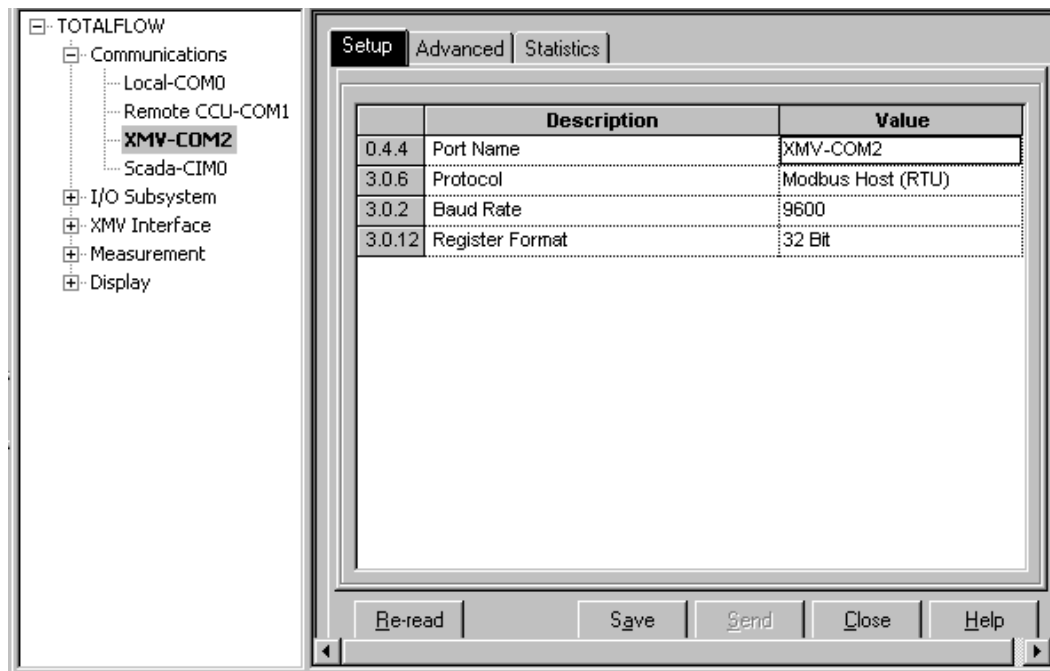 TOTALFLOW
Communications
Local-COM0
Remote CCU-COM1
XMV-COM2
Scada-CIM0
I/O Subsystem
XMV Interface
Measurement
Display
Setup Advanced Statistics
Description Value
0.4.4 Port Name XMV-COM2
3.0.6 Protocol Modbus Host (RTU)
3.0.2 Baud Rate 9600
3.0.12 Register Format 32 Bit
Re-read Save Send Close Help